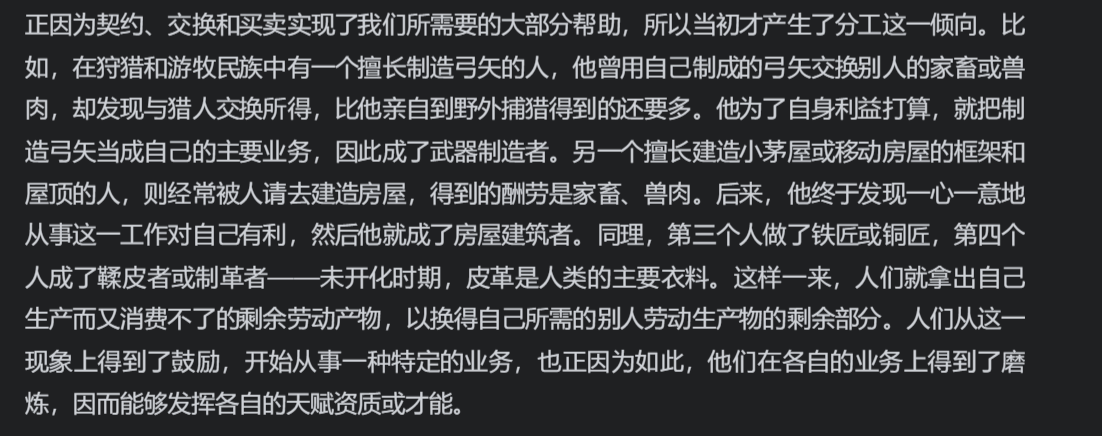 正因为契约、交换和买卖实现了我们所需要的大部分帮助，所以当初才产生了分工这一倾向。比
如，在狩猎和游牧民族中有一个擅长制造弓矢的人，他曾用自己制成的弓矢交换别人的家畜或兽
肉，却发现与猎人交换所得，比他亲自到野外捕猎得到的还要多。他为了自身利益打算，就把制
造弓矢当成自己的主要业务，因此成了武器制造者。另一个擅长建造小茅屋或移动房屋的框架和
屋顶的人，则经常被人请去建造房屋，得到的酬劳是家畜、兽肉。后来，他终于发现一心一意地
从事这一工作对自己有利，然后他就成了房屋建筑者。同理，第三个人做了铁匠或铜匠，第四个
人成了鞣皮者或制革者——未开化时期，皮革是人类的主要衣料。这样一来，人们就拿出自己
生产而又消费不了的剩余劳动产物，以换得自己所需的别人劳动生产物的剩余部分。人们从这一
现象上得到了鼓励，开始从事一种特定的业务，也正因为如此，他们在各自的业务上得到了磨
炼，因而能够发挥各自的天赋资质或才能。